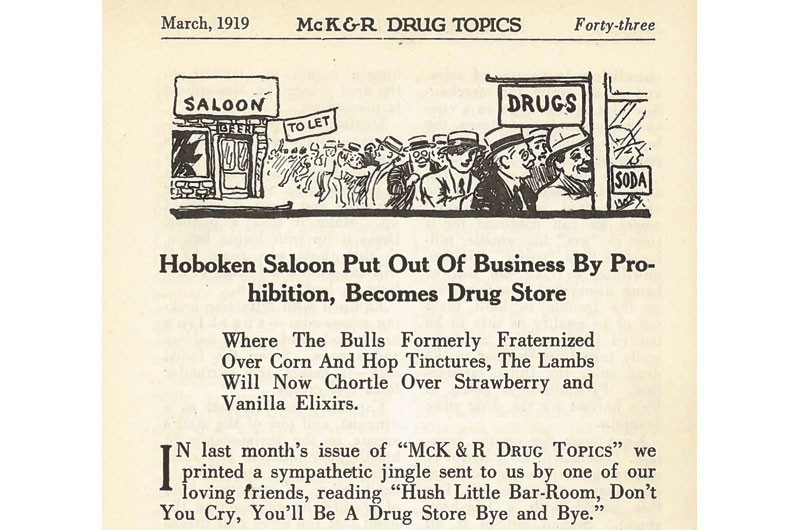 March, 1919 McK&R DRUG TOPICS Forty-three
SALOON
BEER
TO LET
DRUGS
SODA
Hoboken Saloon Put Out Of Business By Pro-
hibition, Becomes Drug Store
Where The Bulls Formerly Fraternized
Over Corn And Hop Tinctures, The Lambs
Will Now Chortle Over Strawberry and
Vanilla Elixirs.
IN last month's issue of "McK & R DRUG TOPICS" we
printed a sympathetic jingle sent to us by one of our
loving friends, reading "Hush Little Bar-Room, Don't
You Cry, You'll Be A Drug Store Bye and Bye."